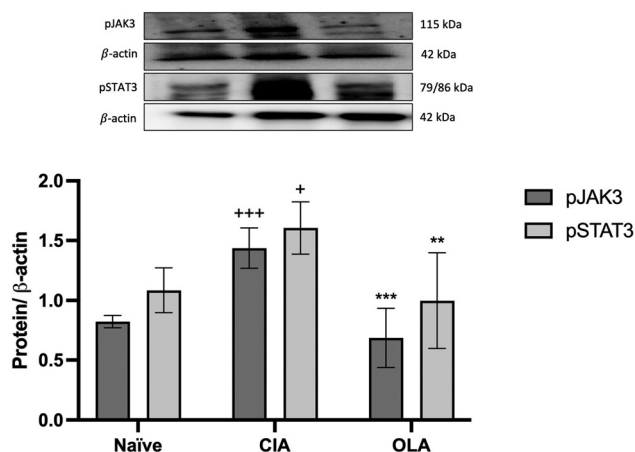 pJAK3 115 kDa
β-actin 42 kDa
pSTAT3 79/86 kDa
β-actin 42 kDa
2.0
1.5
1.0
0.5
0.0
Protein/ β-actin
+++
+
***
**
pJAK3
pSTAT3
Naïve CIA OLA